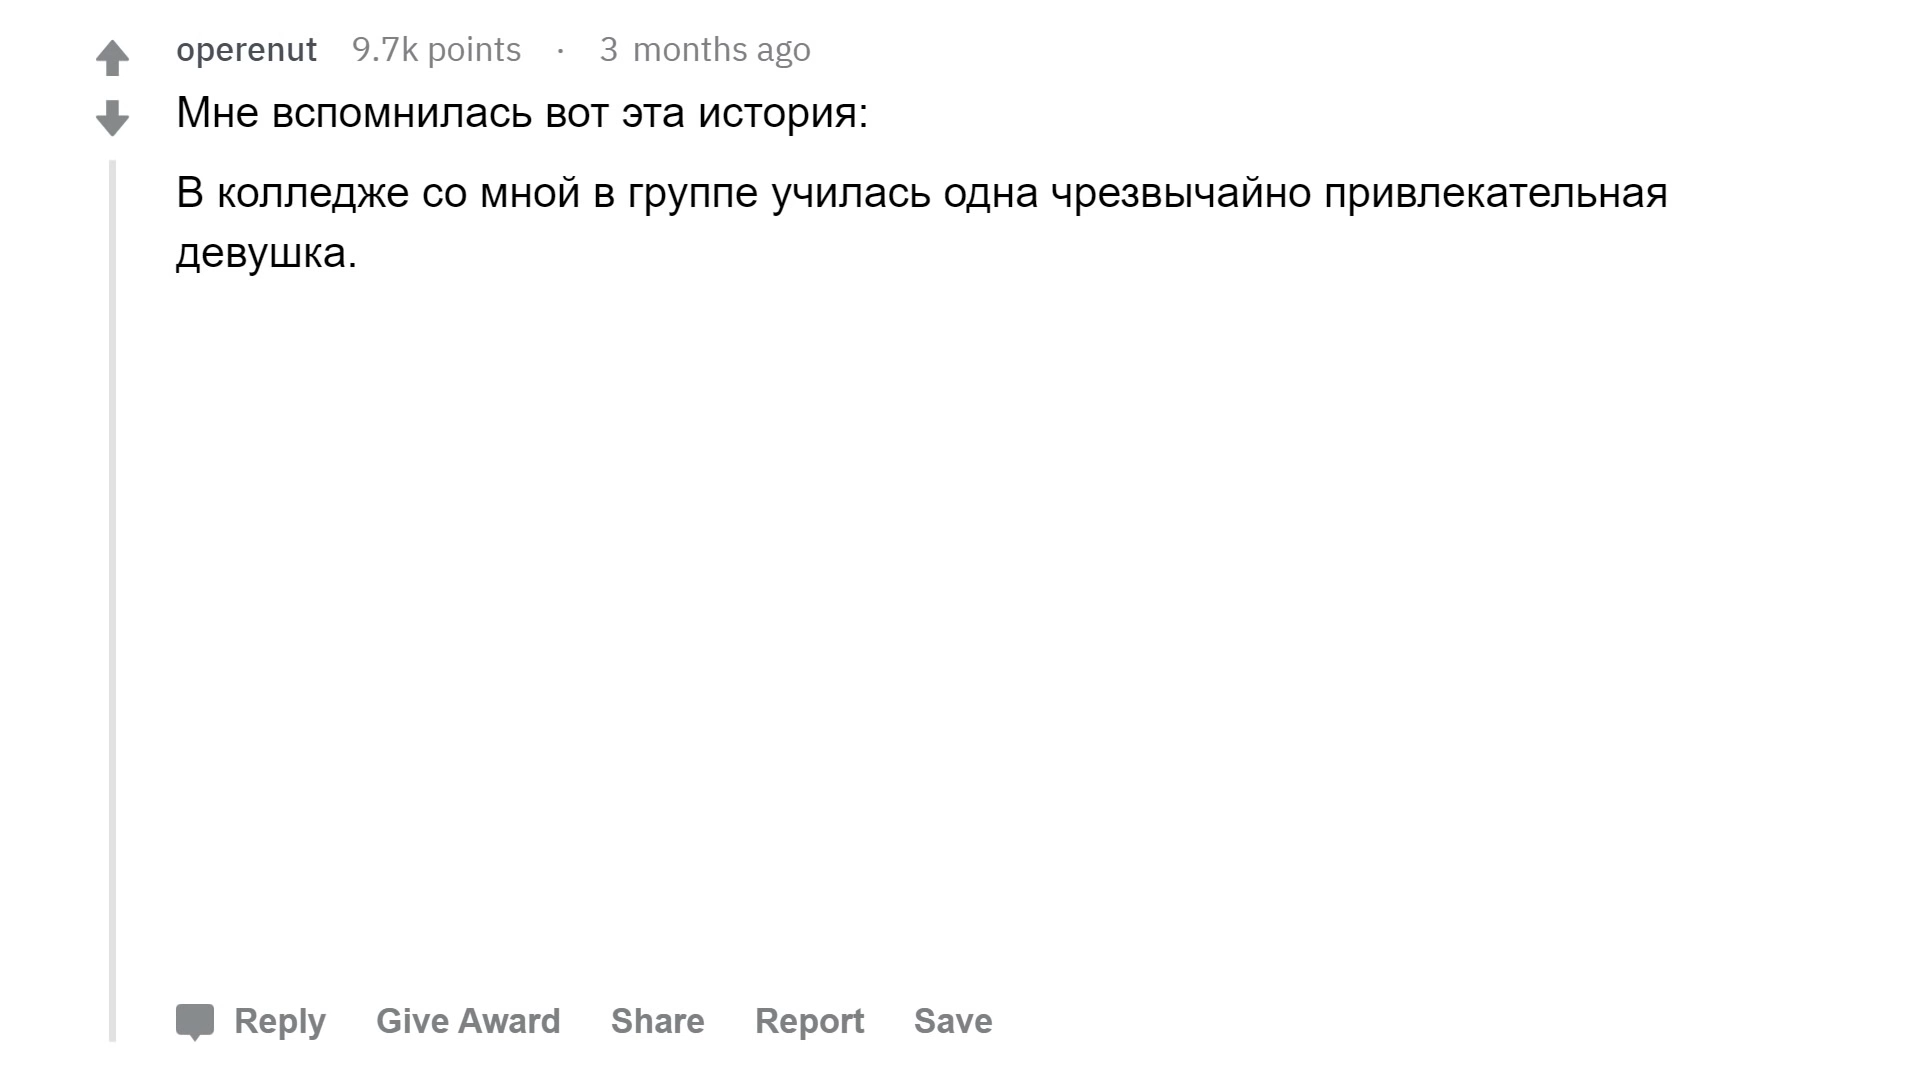 operenut 9.7k points · 3 months ago
Мне вспомнилась вот эта история:
В колледже со мной в группе училась одна чрезвычайно привлекательная
девушка.
Reply Give Award Share Report Save